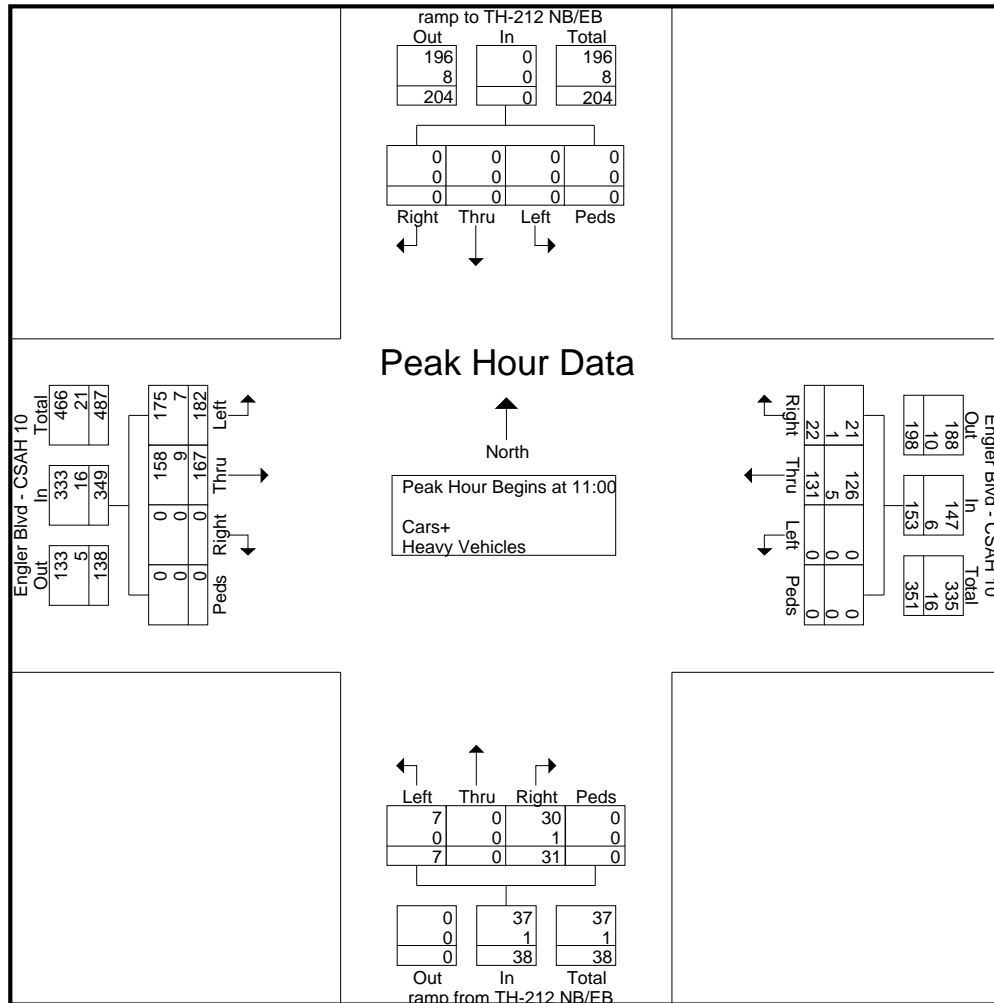 ramp to TH-212 NB/EB
Out In Total
196 0 196
8 0 8
204 0 204
0 0 0 0
0 0 0 0
0 0 0 0
Right Thru Left Peds
Peak Hour Data
North
Peak Hour Begins at 11:00
Cars+
Heavy Vehicles
Engler Blvd - CSAH 10
Out In Total
133 333 466
5 16 21
138 349 487
0 0 158 175
0 0 9 7
0 0 167 182
Peds Right Thru Left
Engler Blvd - CSAH 10
Out In Total
188 147 335
10 6 16
198 153 351
21 126 0 0
1 5 0 0
22 131 0 0
Right Thru Left Peds
Left Thru Right Peds
7 0 30 0
0 0 1 0
7 0 31 0
0 37 37
0 1 1
0 38 38
Out In Total
ramp from TH-212 NB/EB